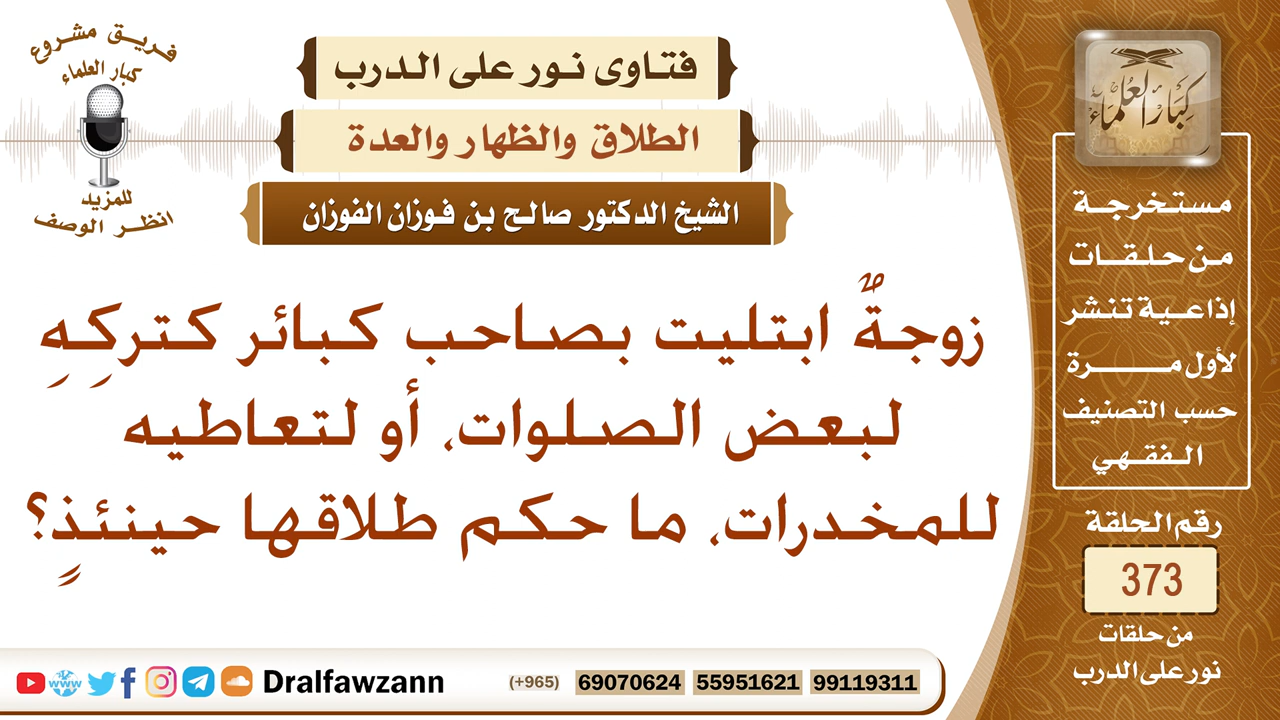 فريق مشروع
كبار العلماء
للمزيد
انظر الوصف
فتاوى نور على الدرب
الطلاق والظهار والعدة
الشيخ الدكتور صالح بن فوزان الفوزان
زوجةٌ ابتليت بصاحب كبائر كتركِهِ
لبعض الصلوات، أو لتعاطيه
للمخدرات، ما حكم طلاقها حينئذٍ؟
كبار العلماء
مستخرجة
من حلقات
إذاعية تنشر
لأول مرة
حسب التصنيف
الفقهي
رقم الحلقة
373
من حلقات
نور على الدرب
www Dralfawzann (+965) 69070624 55951621 99119311